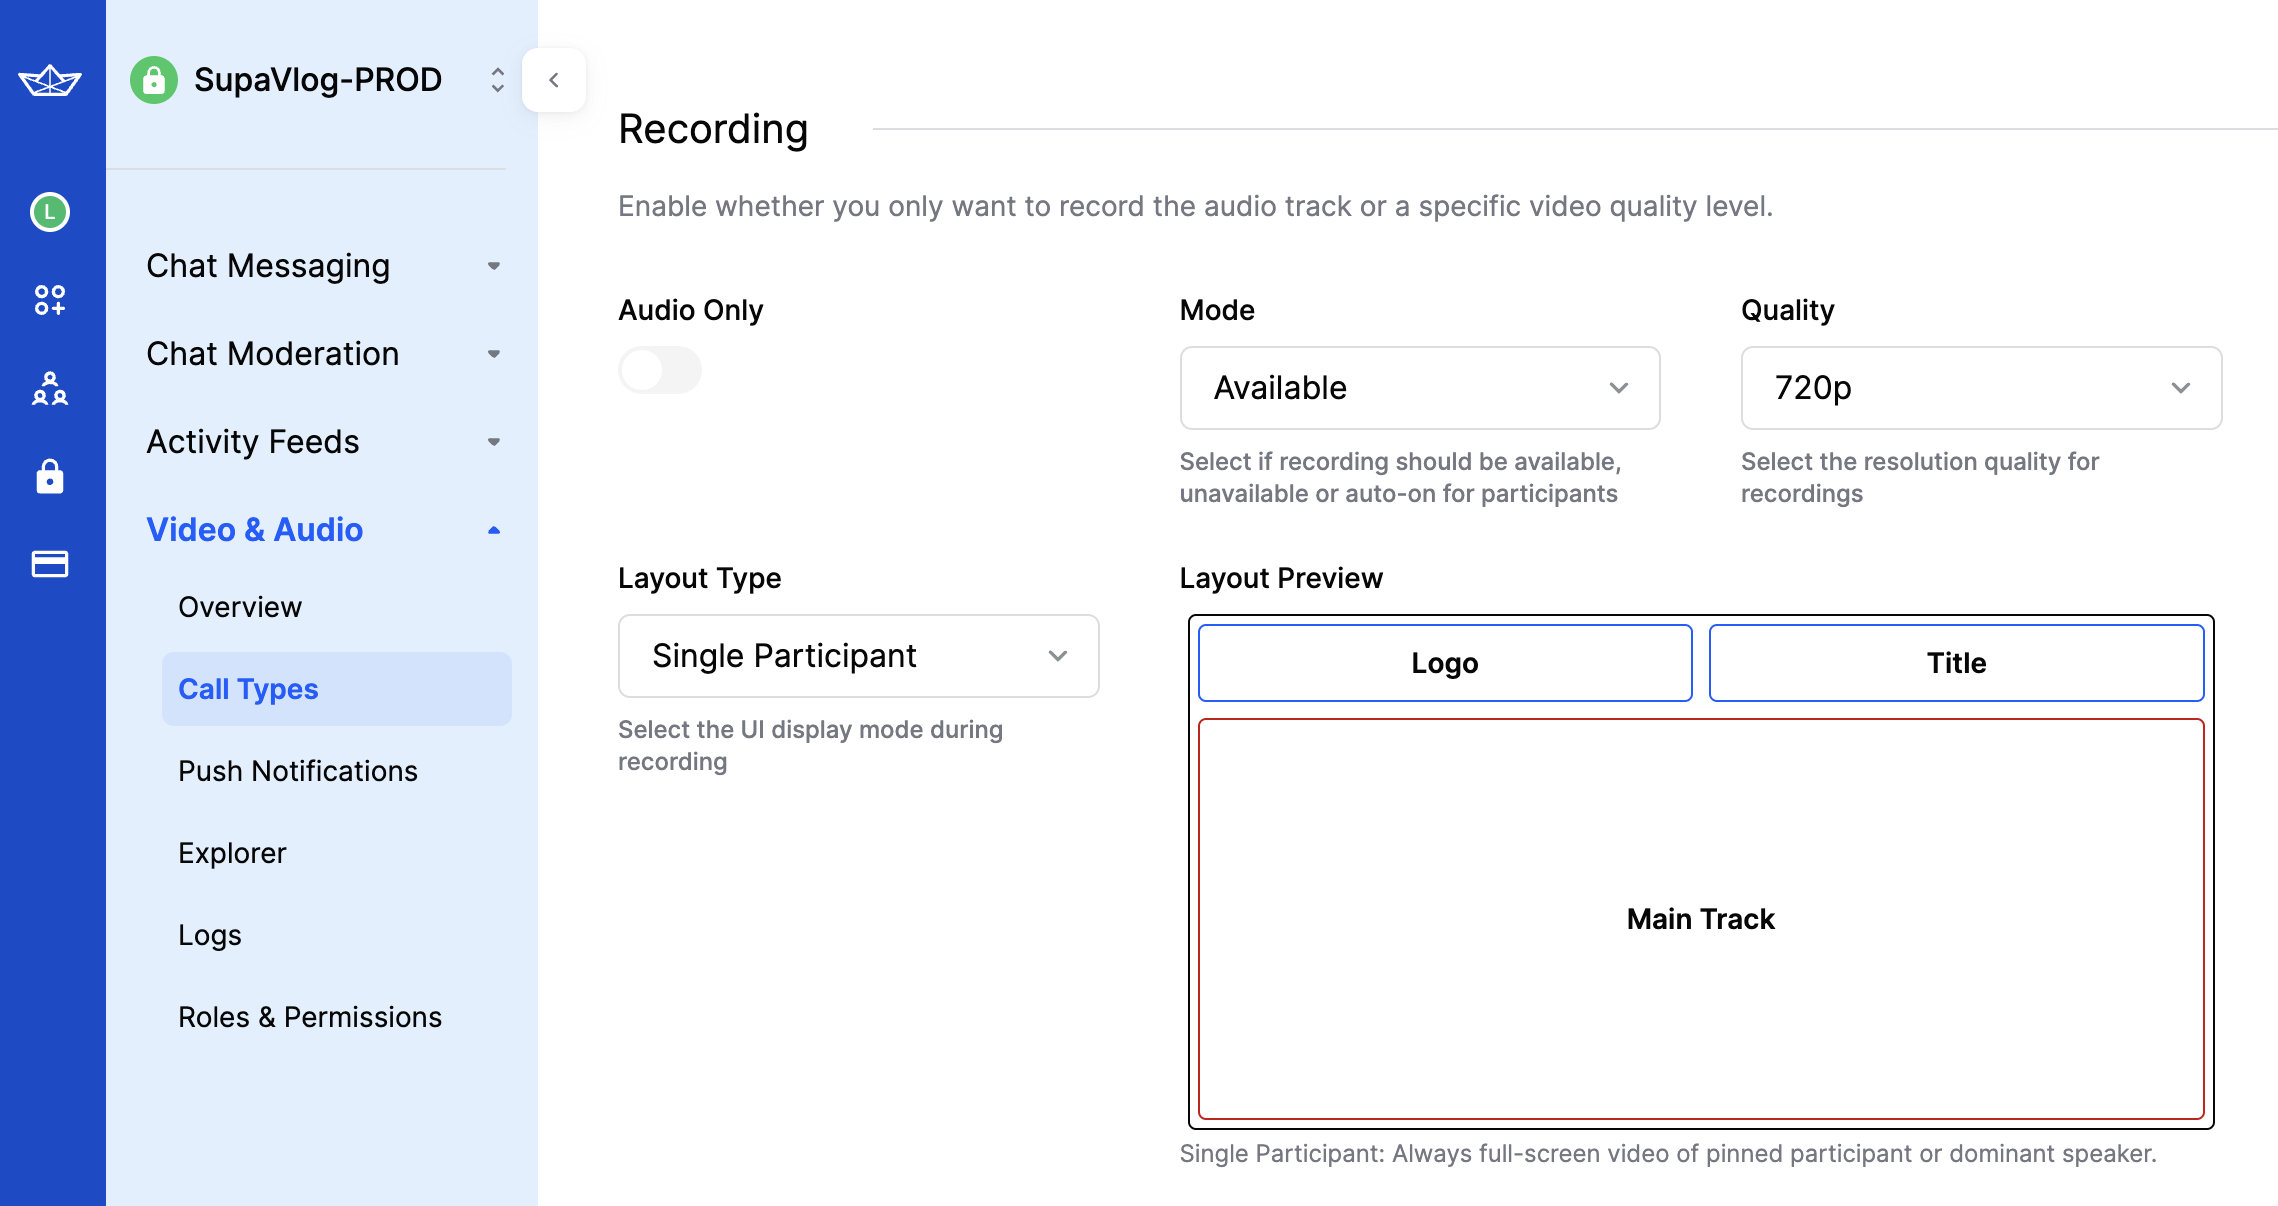 SupaVlog-PROD
L
Chat Messaging
Chat Moderation
Activity Feeds
Video & Audio
Overview
Call Types
Push Notifications
Explorer
Logs
Roles & Permissions
Recording
Enable whether you only want to record the audio track or a specific video quality level.
Audio Only
Mode
Available
Select if recording should be available,
unavailable or auto-on for participants
Quality
720p
Select the resolution quality for
recordings
Layout Type
Single Participant
Select the UI display mode during
recording
Layout Preview
Logo
Title
Main Track
Single Participant: Always full-screen video of pinned participant or dominant speaker.